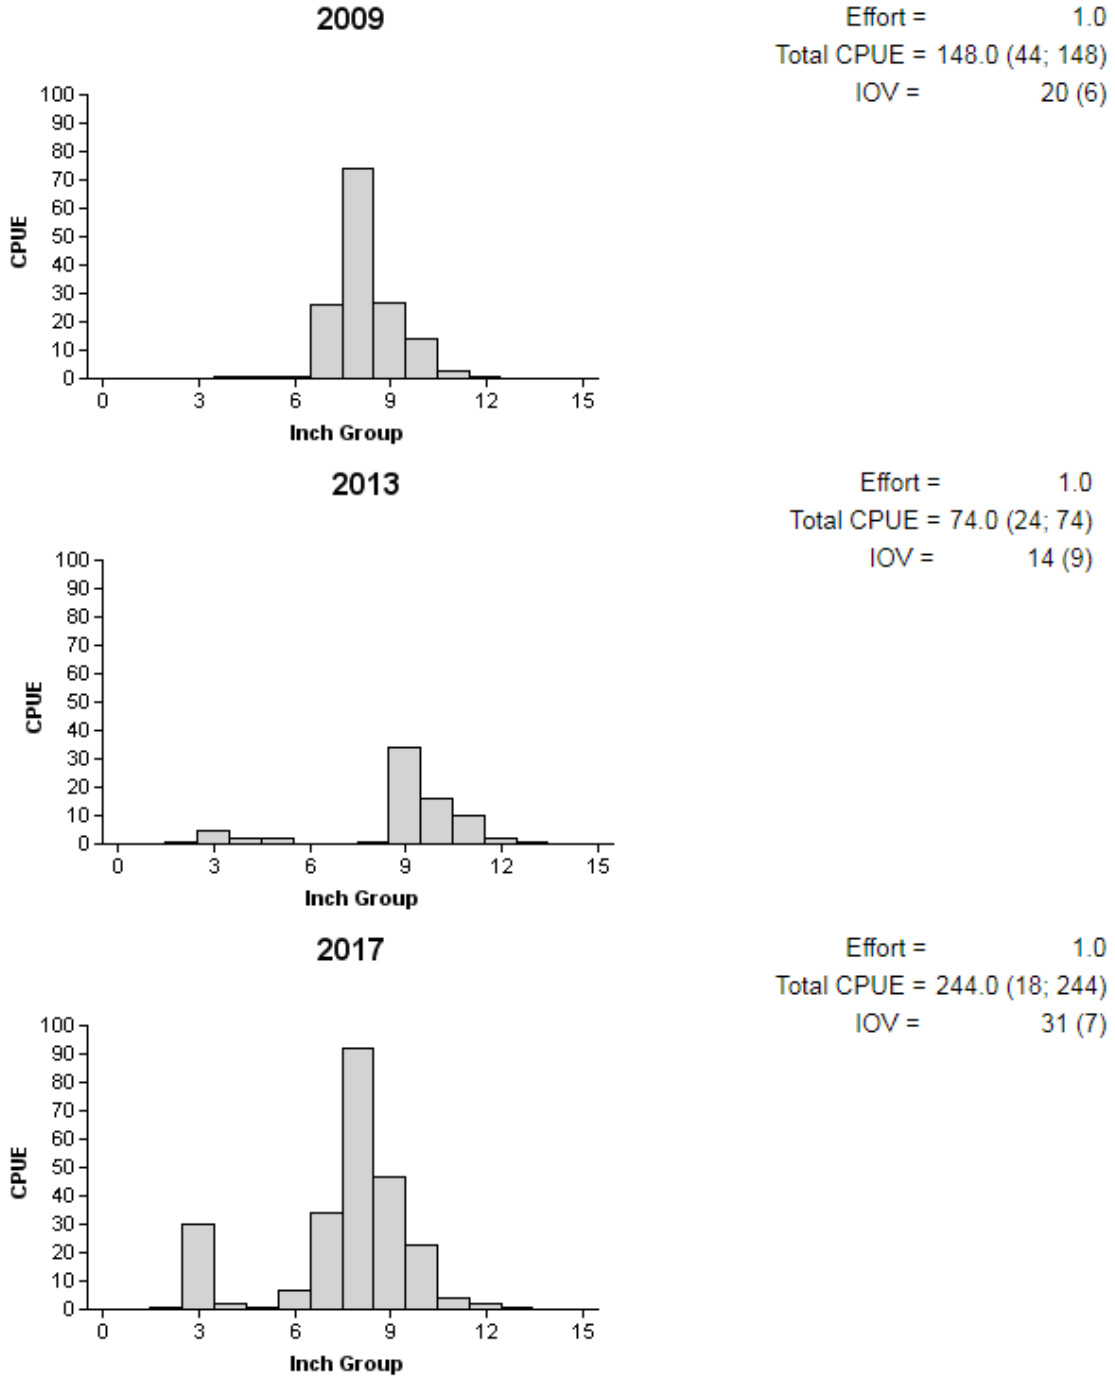 2009
Effort = 1.0
Total CPUE = 148.0 (44; 148)
IOV = 20 (6)
100
90
80
70
60
50
40
30
20
10
0
CPUE
0 3 6 9 12 15
Inch Group
2013
Effort = 1.0
Total CPUE = 74.0 (24; 74)
IOV = 14 (9)
100
90
80
70
60
50
40
30
20
10
0
CPUE
0 3 6 9 12 15
Inch Group
2017
Effort = 1.0
Total CPUE = 244.0 (18; 244)
IOV = 31 (7)
100
90
80
70
60
50
40
30
20
10
0
CPUE
0 3 6 9 12 15
Inch Group